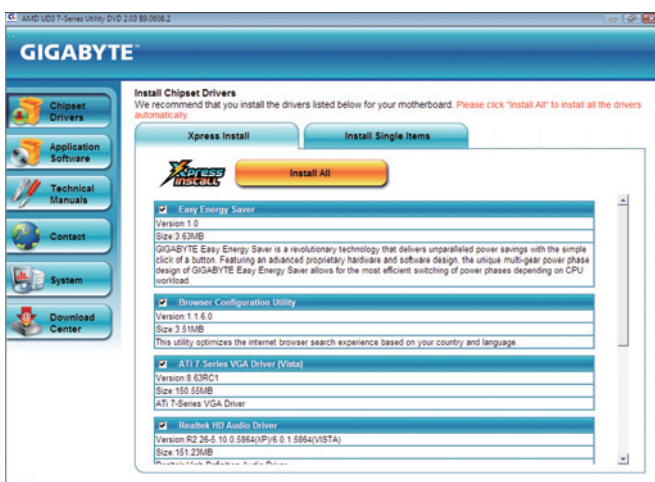 AMD UD3 7-Series Utility DVD 2.03 B9.0608.2
GIGABYTE™
Chipset
Drivers
Application
Software
Technical
Manuals
Contact
System
Download
Center
Install Chipset Drivers
We recommend that you install the drivers listed below for your motherboard. Please click "Install All" to install all the drivers
automatically.
Xpress Install
Install Single Items
Xpress
INSTALL
Install All
Easy Energy Saver
Version:1.0
Size:3.63MB
GIGABYTE Easy Energy Saver is a revolutionary technology that delivers unparalleled power savings with the simple
click of a button. Featuring an advanced proprietary hardware and software design, the unique multi-gear power phase
design of GIGABYTE Easy Energy Saver allows for the most efficient switching of power phases depending on CPU
workload.
Browser Configuration Utility
Version:1.1.6.0
Size:3.51MB
This utility optimizes the internet browser search experience based on your country and language.
ATi 7-Series VGA Driver (Vista)
Version:8.63RC1
Size:150.55MB
ATi 7-Series VGA Driver
Realtek HD Audio Driver
Version:R2.26-5.10.0.5864(XP)/6.0.1.5864(VISTA)
Size:151.23MB
Realtek High Definition Audio Driver